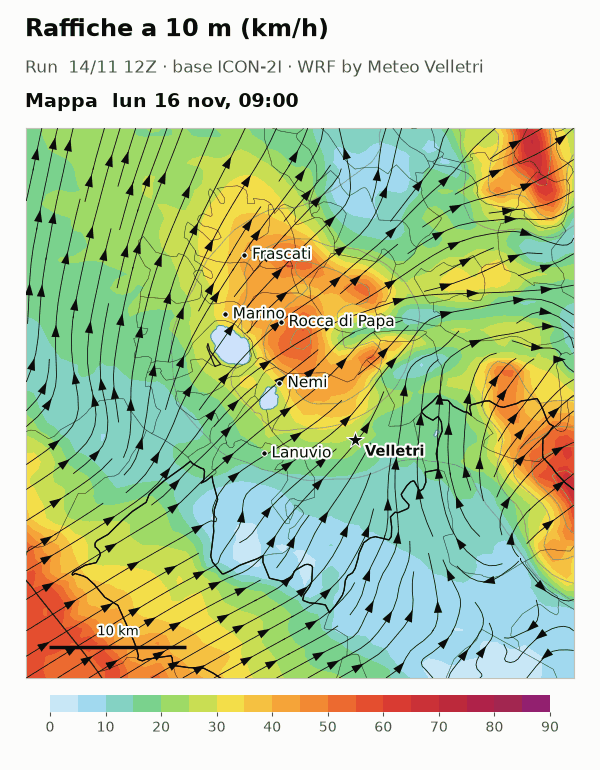 Raffiche a 10 m (km/h)
Run  14/11 12Z · base ICON-2I · WRF by Meteo Velletri
Mappa  lun 16 nov, 09:00
Frascati
Marino
Rocca di Papa
Nemi
Velletri
Lanuvio
10 km
0 10 20 30 40 50 60 70 80 90